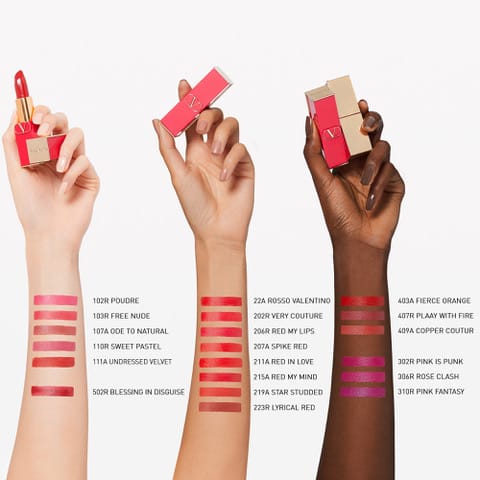 102R POUDRE
103R FREE NUDE
107A ODE TO NATURAL
110R SWEET PASTEL
111A UNDRESSED VELVET
502R BLESSING IN DISGUISE
22A ROSSO VALENTINO
202R VERY COUTURE
206R RED MY LIPS
207A SPIKE RED
211A RED IN LOVE
215A RED MY MIND
219A STAR STUDDED
223R LYRICAL RED
403A FIERCE ORANGE
407R PLAAY WITH FIRE
409A COPPER COUTUR
302R PINK IS PUNK
306R ROSE CLASH
310R PINK FANTASY